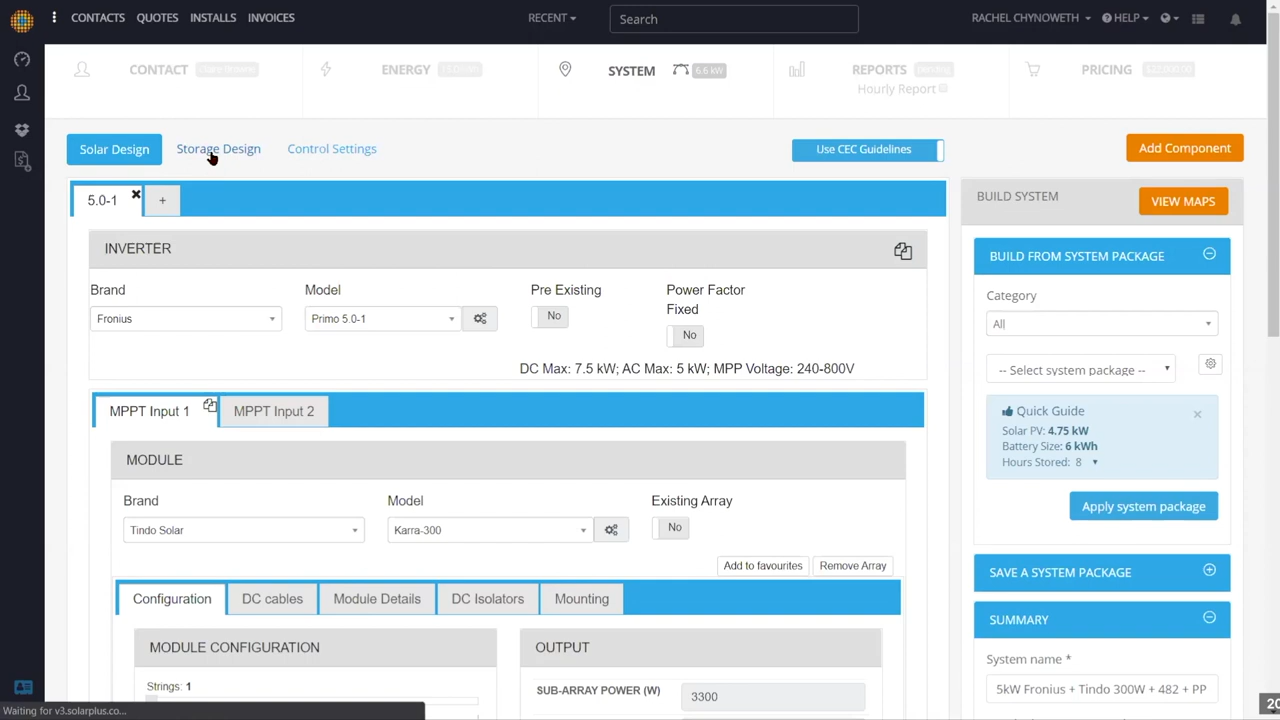 CONTACTS QUOTES INSTALLS INVOICES RECENT Search RACHEL CHYNOWETH HELP
CONTACT ENERGY SYSTEM 6.6 kW REPORTS Pending PRICING
Hourly Report
Solar Design Storage Design Control Settings Use CEC Guidelines Add Component
5.0-1 + BUILD SYSTEM VIEW MAPS
INVERTER
Brand Model Pre Existing Power Factor Fixed
Fronius Primo 5.0-1 No No
DC Max: 7.5 kW; AC Max: 5 kW; MPP Voltage: 240-800V
MPPT Input 1 MPPT Input 2
MODULE
Brand Model Existing Array
Tindo Solar Karra-300 No
Add to favourites Remove Array
Configuration DC cables Module Details DC Isolators Mounting
MODULE CONFIGURATION OUTPUT
Strings: 1 SUB-ARRAY POWER (W) 3300
BUILD FROM SYSTEM PACKAGE
Category
All
-- Select system package --
Quick Guide
Solar PV: 4.75 kW
Battery Size: 6 kWh
Hours Stored: 8
Apply system package
SAVE A SYSTEM PACKAGE
SUMMARY
System name *
5kW Fronius + Tindo 300W + 482 + PP
Waiting for v3.solarplus.co...
20